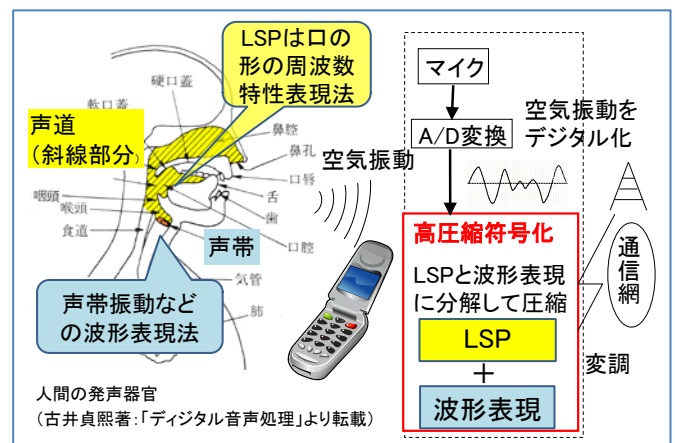 LSPは口の
形の周波数
特性表現法
硬口蓋
軟口蓋
声道
（斜線部分）
鼻腔
鼻孔
口唇
舌
歯
口腔
咽頭
喉頭
食道
声帯
気管
肺
声帯振動など
の波形表現法
人間の発声器官
（古井貞熙著：「ディジタル音声処理」より転載）
空気振動
マイク
A/D変換
空気振動を
デジタル化
高圧縮符号化
LSPと波形表現
に分解して圧縮
LSP
＋
波形表現
変調
通信網